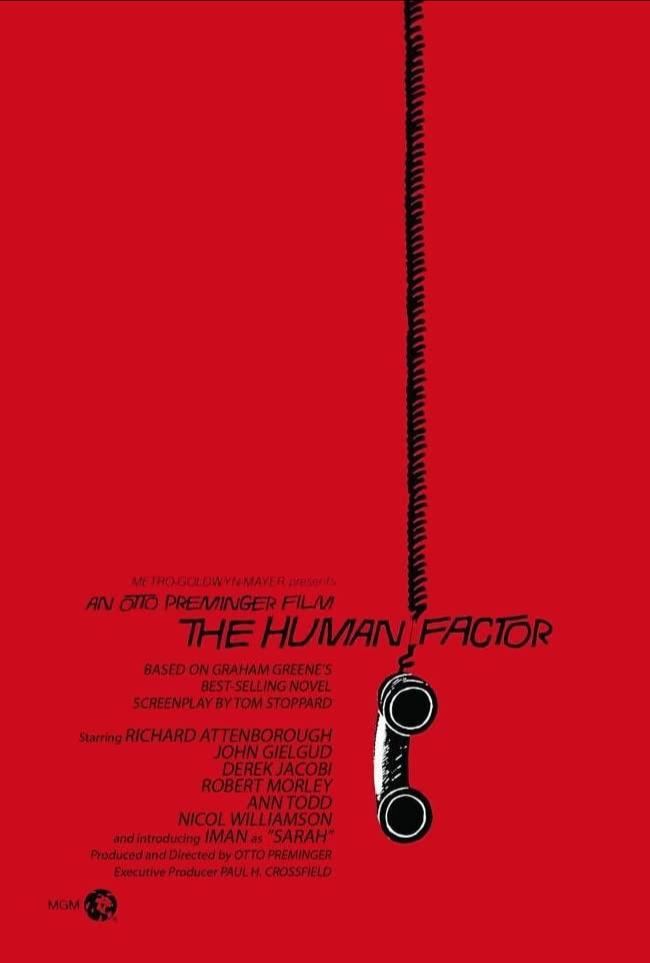 METRO-GOLDWYN-MAYER presents
AN OTTO PREMINGER FILM
THE HUMAN FACTOR
BASED ON GRAHAM GREENE'S
BEST-SELLING NOVEL
SCREENPLAY BY TOM STOPPARD
Starring RICHARD ATTENBOROUGH
JOHN GIELGUD
DEREK JACOBI
ROBERT MORLEY
ANN TODD
NICOL WILLIAMSON
and introducing IMAN as "SARAH"
Produced and Directed by OTTO PREMINGER
Executive Producer PAUL H. CROSSFIELD
MGM